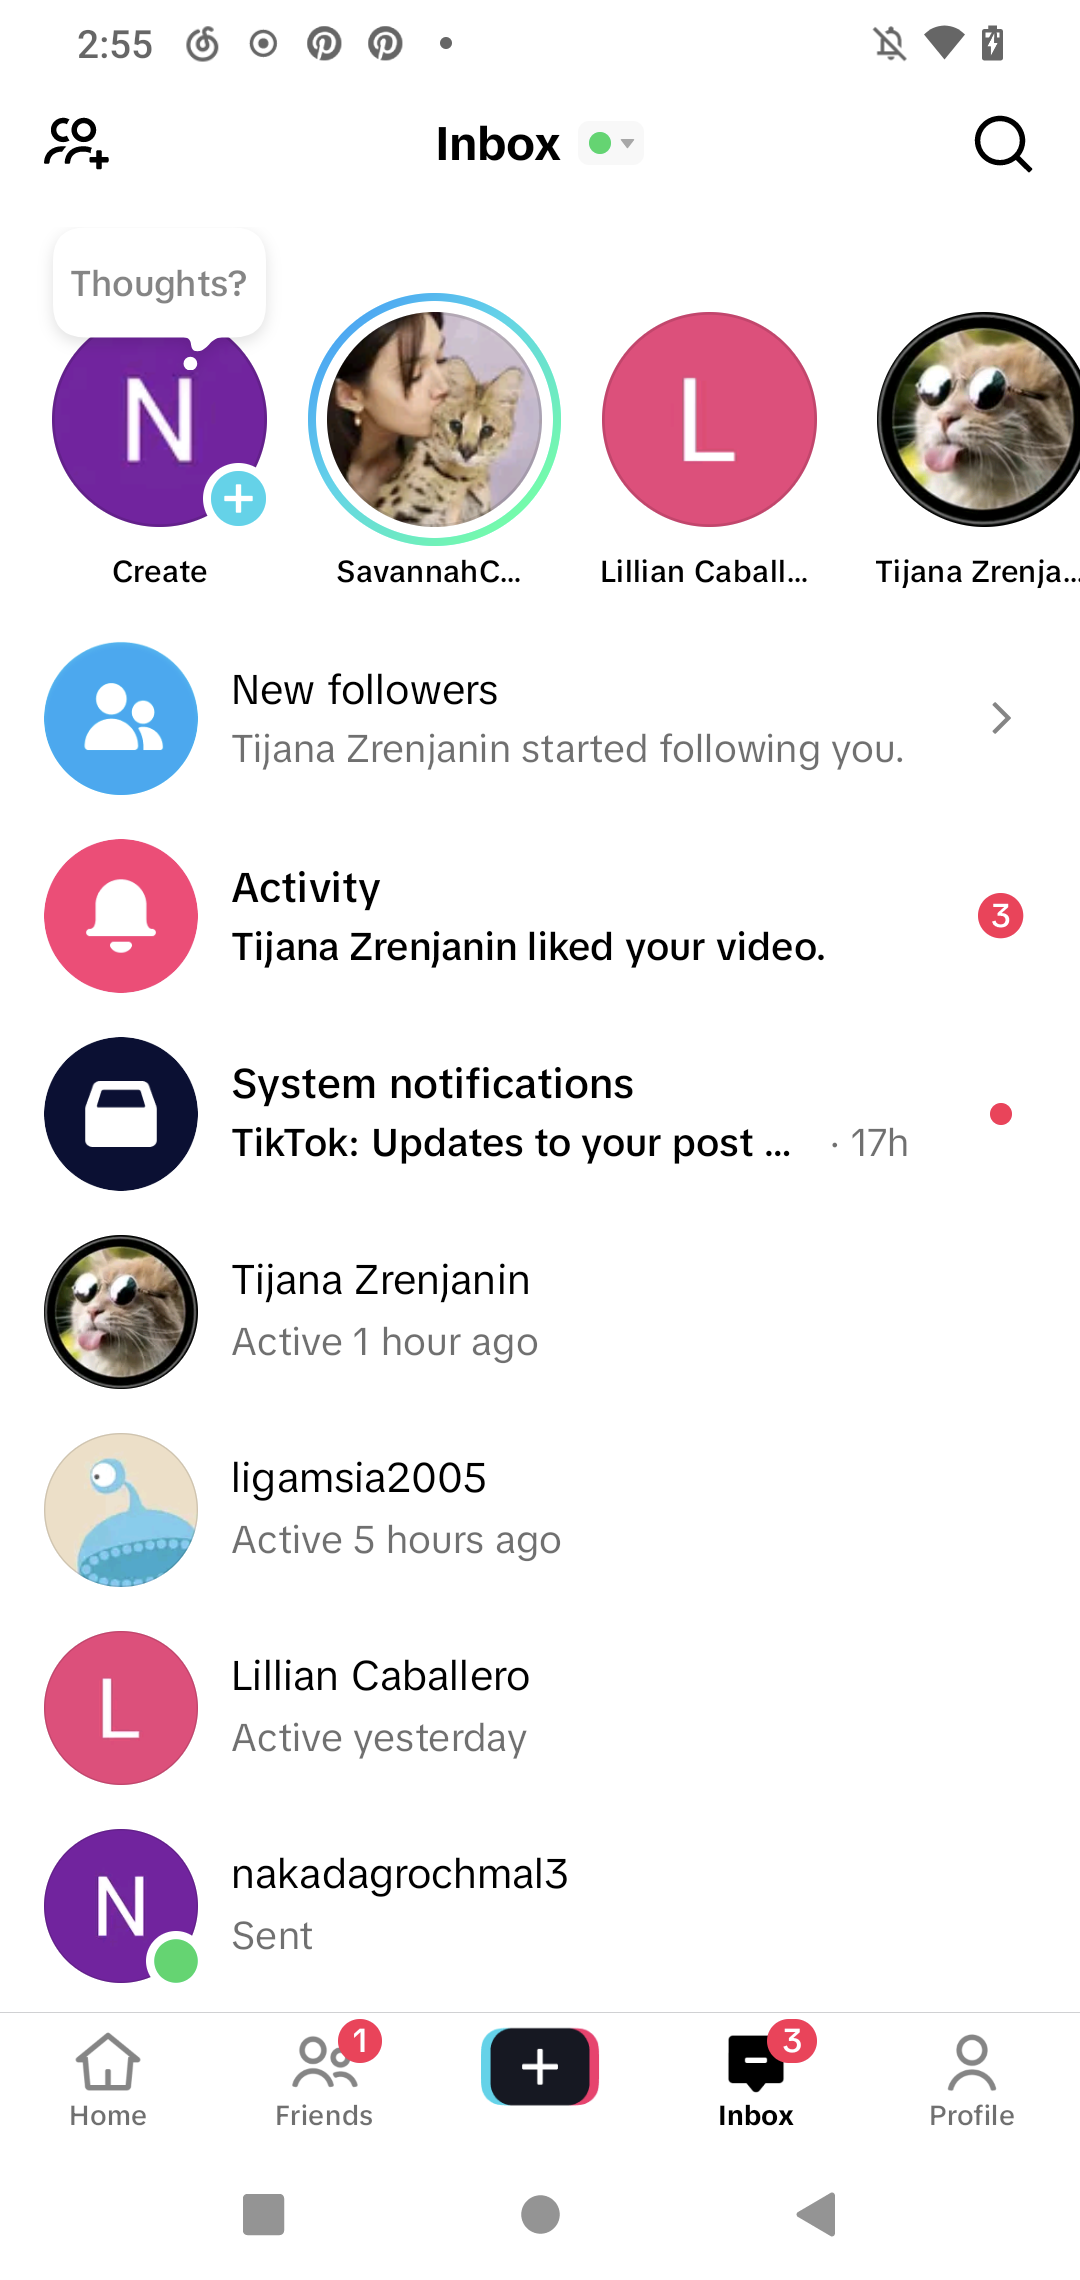 2:55
Inbox
Thoughts?
N
L
Create
SavannahC...
Lillian Caball...
Tijana Zrenja...
New followers
Tijana Zrenjanin started following you.
Activity
Tijana Zrenjanin liked your video.
3
System notifications
TikTok: Updates to your post ... · 17h
Tijana Zrenjanin
Active 1 hour ago
ligamsia2005
Active 5 hours ago
L
Lillian Caballero
Active yesterday
N
nakadagrochmal3
Sent
1
3
Home
Friends
Inbox
Profile